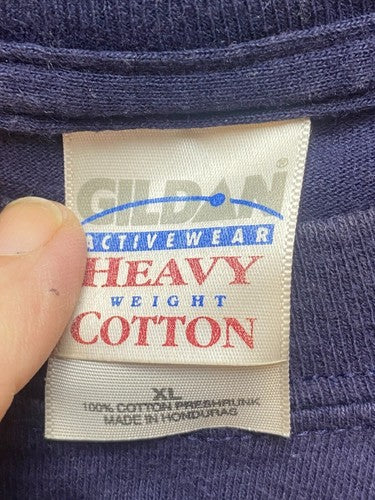 GILDAN
ACTIVEWEAR
HEAVY
WEIGHT
COTTON
XL
100% COTTON PRESHRUNK
MADE IN HONDURAS